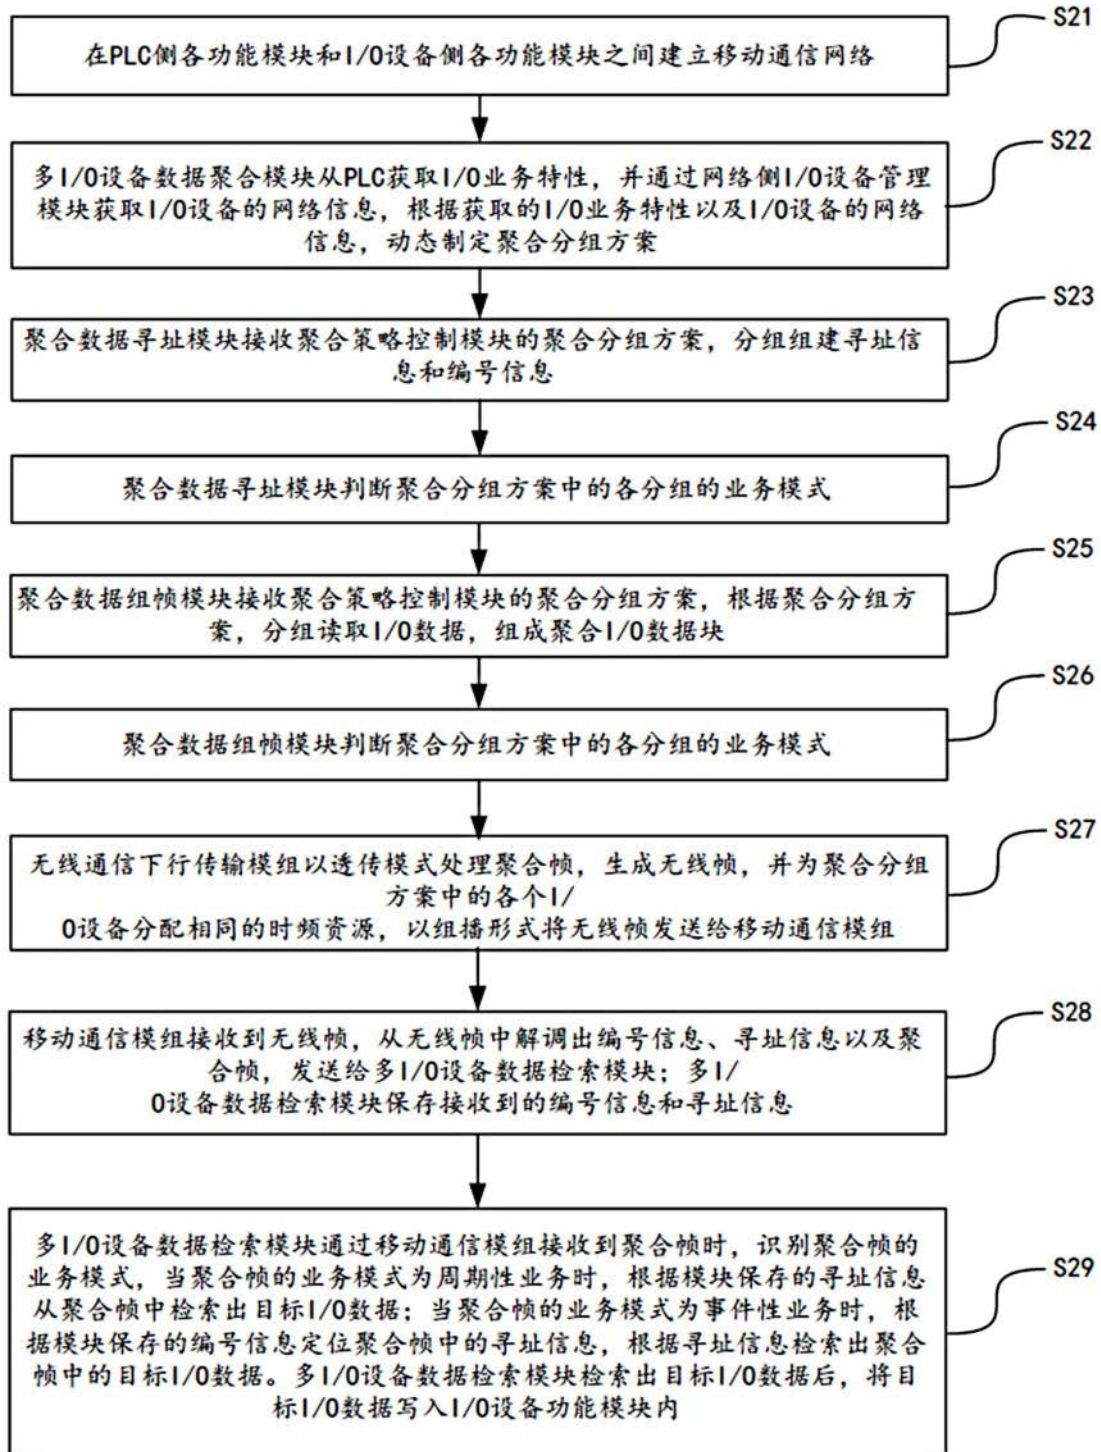 S21
在PLC侧各功能模块和I/O设备侧各功能模块之间建立移动通信网络
S22
多I/O设备数据聚合模块从PLC获取I/O业务特性，并通过网络侧I/O设备管理
模块获取I/O设备的网络信息，根据获取的I/O业务特性以及I/O设备的网络
信息，动态制定聚合分组方案
S23
聚合数据寻址模块接收聚合策略控制模块的聚合分组方案，分组组建寻址信
息和编号信息
S24
聚合数据寻址模块判断聚合分组方案中的各分组的业务模式
S25
聚合数据组帧模块接收聚合策略控制模块的聚合分组方案，根据聚合分组方
案，分组读取I/O数据，组成聚合I/O数据块
S26
聚合数据组帧模块判断聚合分组方案中的各分组的业务模式
S27
无线通信下行传输模组以透传模式处理聚合帧，生成无线帧，并为聚合分组
方案中的各个I/
O设备分配相同的时频资源，以组播形式将无线帧发送给移动通信模组
S28
移动通信模组接收到无线帧，从无线帧中解调出编号信息、寻址信息以及聚
合帧，发送给多I/O设备数据检索模块；多I/
O设备数据检索模块保存接收到的编号信息和寻址信息
S29
多I/O设备数据检索模块通过移动通信模组接收到聚合帧时，识别聚合帧的
业务模式，当聚合帧的业务模式为周期性业务时，根据模块保存的寻址信息
从聚合帧中检索出目标I/O数据；当聚合帧的业务模式为事件性业务时，根
据模块保存的编号信息定位聚合帧中的寻址信息，根据寻址信息检索出聚合
帧中的目标I/O数据。多I/O设备数据检索模块检索出目标I/O数据后，将目
标I/O数据写入I/O设备功能模块内